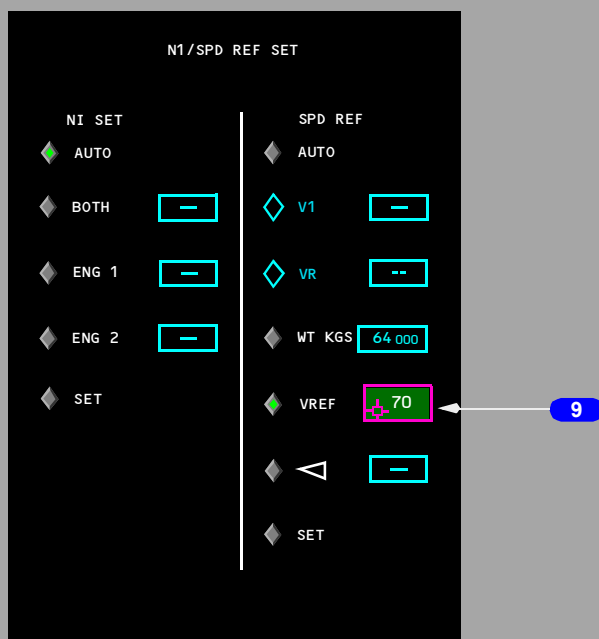 N1/SPD REF SET
NI SET
AUTO
BOTH —
ENG 1 —
ENG 2 —
SET
SPD REF
AUTO
V1 —
VR --
WT KGS 64 000
VREF 70
—
SET
9